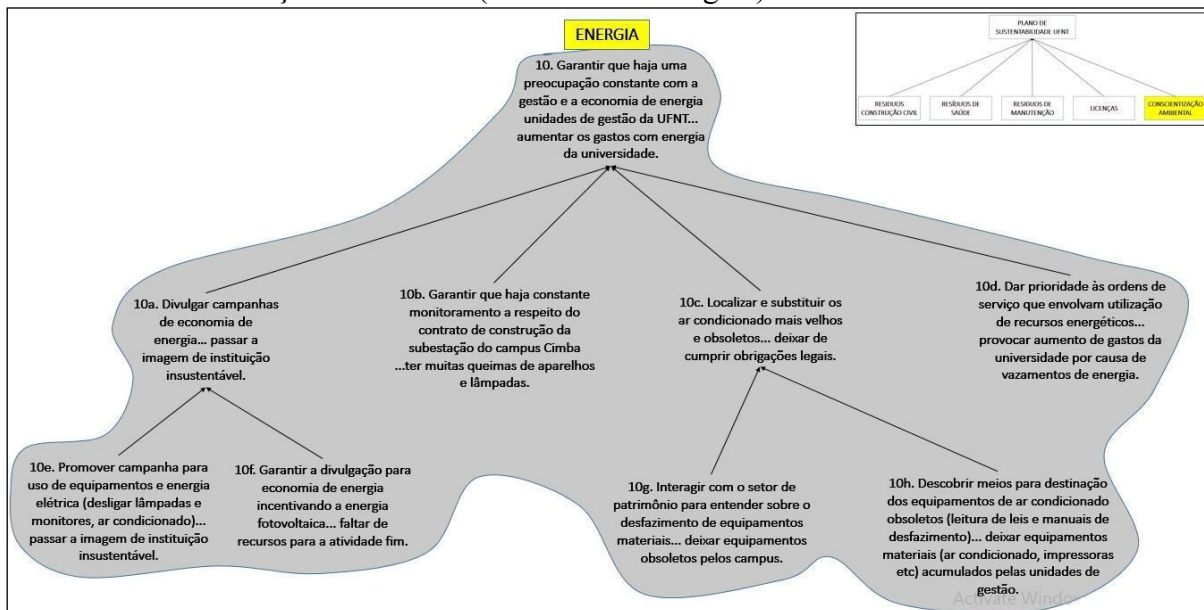 ENERGIA
10. Garantir que haja uma
preocupação constante com a
gestão e a economia de energia
unidades de gestão da UFNT...
aumentar os gastos com energia
da universidade.
PLANO DE
SUSTENTABILIDADE UFNT
RESIDUOS
CONSTRUÇÃO CIVIL
RESÍDUOS DE
SAÚDE
RESIDUOS DE
MANUTENÇÃO
LICENÇAS
CONSCIENTIZAÇÃO
AMBIENTAL
10a. Divulgar campanhas
de economia de
energia... passar a
imagem de instituição
insustentável.
10b. Garantir que haja constante
monitoramento a respeito do
contrato de construção da
subestação do campus Cimba
...ter muitas queimas de aparelhos
e lâmpadas.
10c. Localizar e substituir os
ar condicionado mais velhos
e obsoletos... deixar de
cumprir obrigações legais.
10d. Dar prioridade às ordens de
serviço que envolvam utilização
de recursos energéticos...
provocar aumento de gastos da
universidade por causa de
vazamentos de energia.
10e. Promover campanha para
uso de equipamentos e energia
elétrica (desligar lâmpadas e
monitores, ar condicionado)...
passar a imagem de instituição
insustentável.
10f. Garantir a divulgação para
economia de energia
incentivando a energia
fotovoltaica... faltar de
recursos para a atividade fim.
10g. Interagir com o setor de
patrimônio para entender sobre o
desfazimento de equipamentos
materiais... deixar equipamentos
obsoletos pelos campus.
10h. Descobrir meios para destinação
dos equipamentos de ar condicionado
obsoletos (leitura de leis e manuais de
desfazimento)... deixar equipamentos
materiais (ar condicionado, impressoras
etc) acumulados pelas unidades de
gestão.